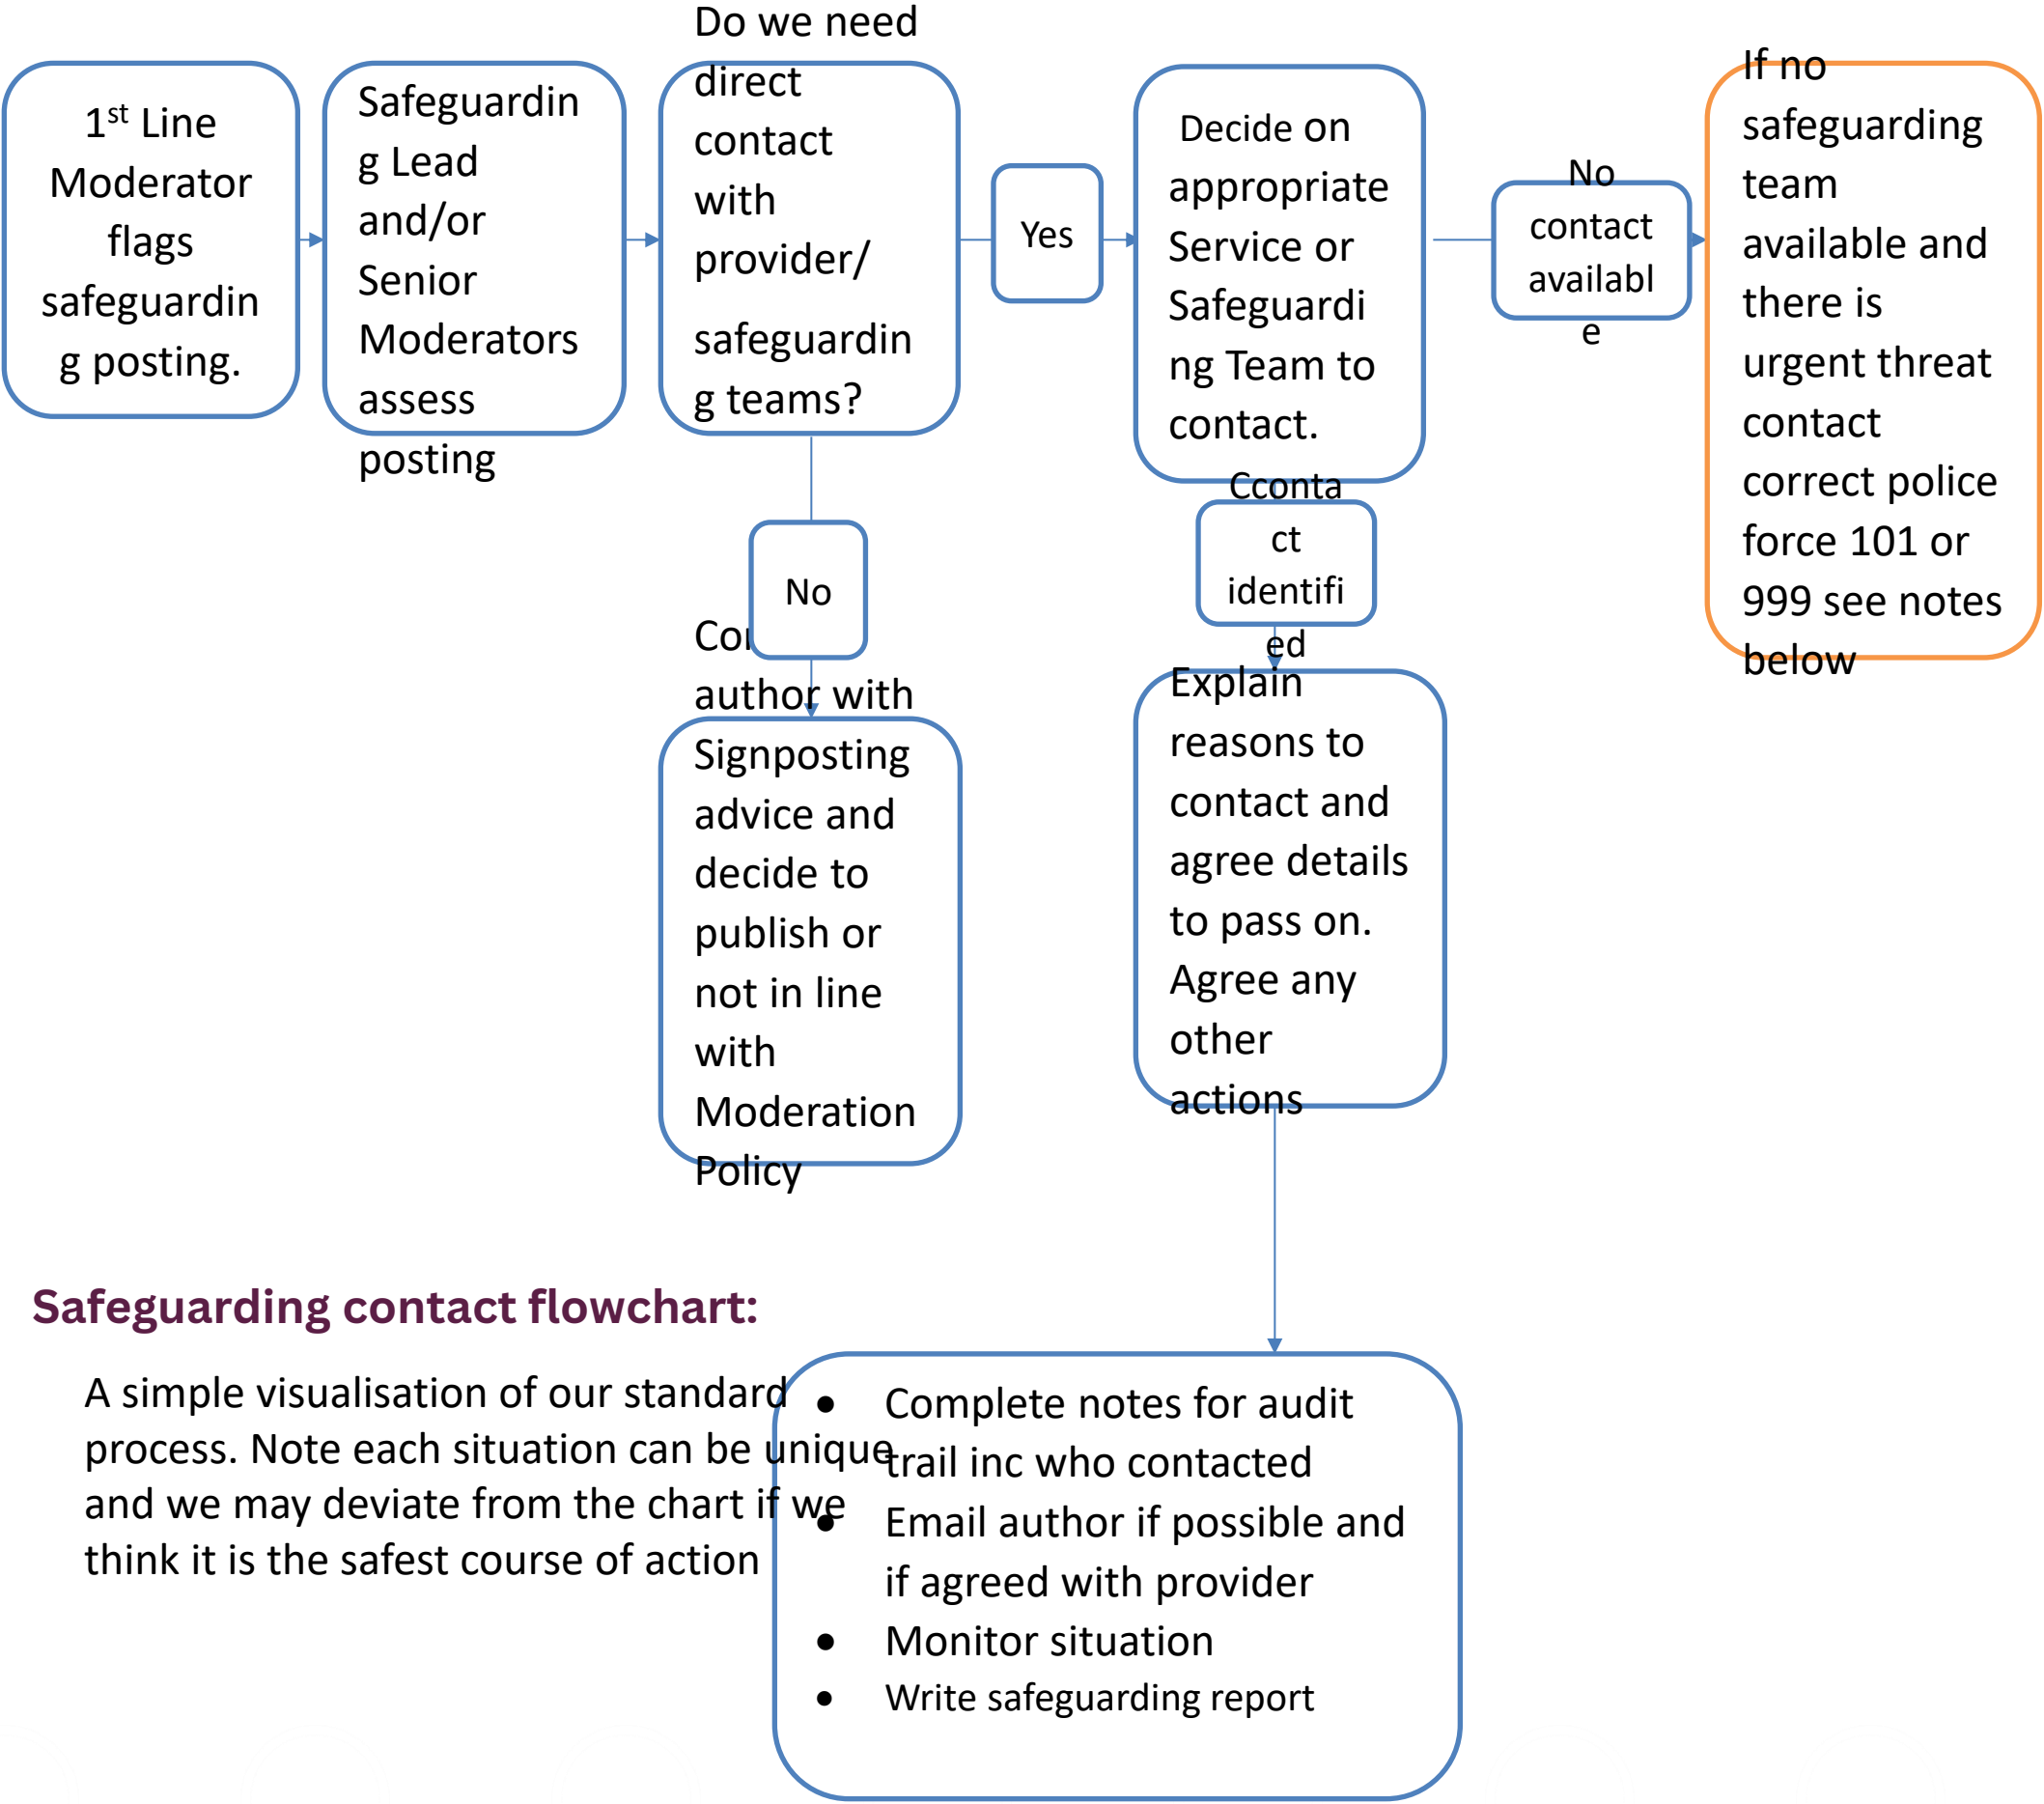 1st Line
Moderator
flags
safeguardin
g posting.
Safeguardin
g Lead
and/or
Senior
Moderators
assess
posting
Do we need
direct
contact
with
provider/
safeguardin
g teams?
Yes
Decide on
appropriate
Service or
Safeguardi
ng Team to
contact.
No
contact
availabl
e
If no
safeguarding
team
available and
there is
urgent threat
contact
correct police
force 101 or
999 see notes
below
No
author with
Signposting
advice and
decide to
publish or
not in line
with
Moderation
Policy
Cconta
ct
identifi
ed
Explain
reasons to
contact and
agree details
to pass on.
Agree any
other
actions
Safeguarding contact flowchart:
A simple visualisation of our standard
process. Note each situation can be unique
and we may deviate from the chart if we
think it is the safest course of action
• Complete notes for audit
trail inc who contacted
• Email author if possible and
if agreed with provider
• Monitor situation
• Write safeguarding report